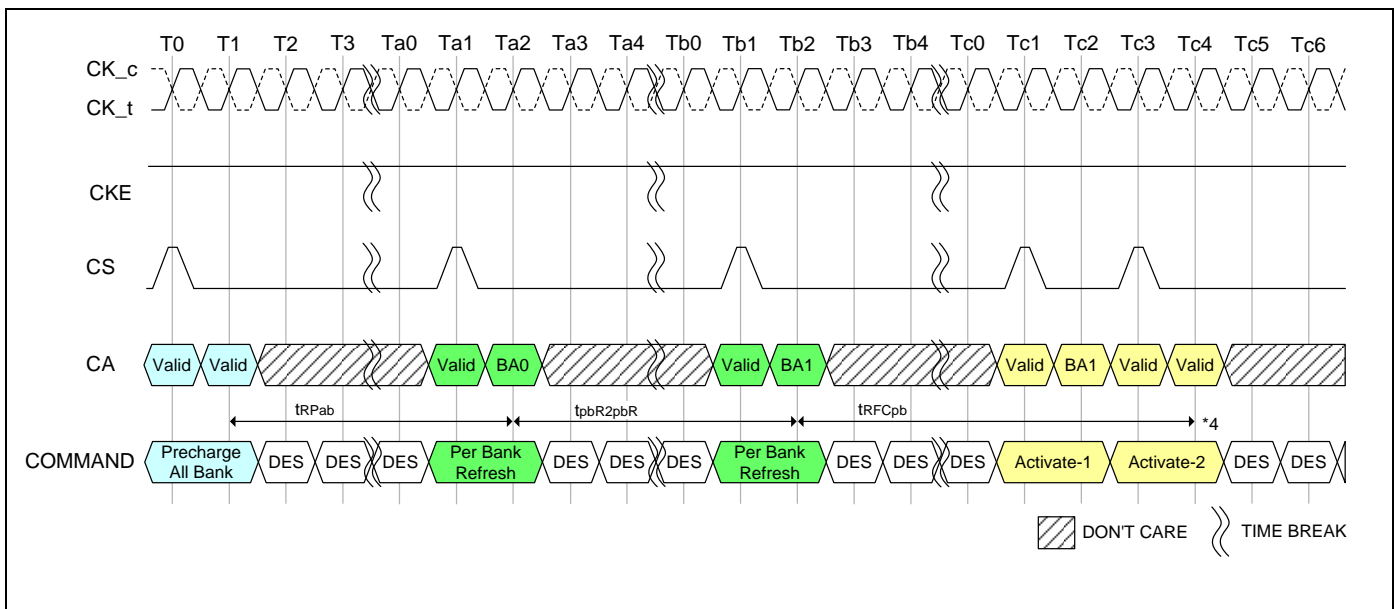 T0 T1 T2 T3 Ta0 Ta1 Ta2 Ta3 Ta4 Tb0 Tb1 Tb2 Tb3 Tb4 Tc0 Tc1 Tc2 Tc3 Tc4 Tc5 Tc6
CK_c
CK_t
CKE
CS
CA Valid Valid Valid BA0 Valid BA1 Valid BA1 Valid Valid
tRPab tpbR2pbR tRFCpb *4
COMMAND Precharge All Bank DES DES DES Per Bank Refresh DES DES DES Per Bank Refresh DES DES DES Activate-1 Activate-2 DES DES
DON'T CARE TIME BREAK